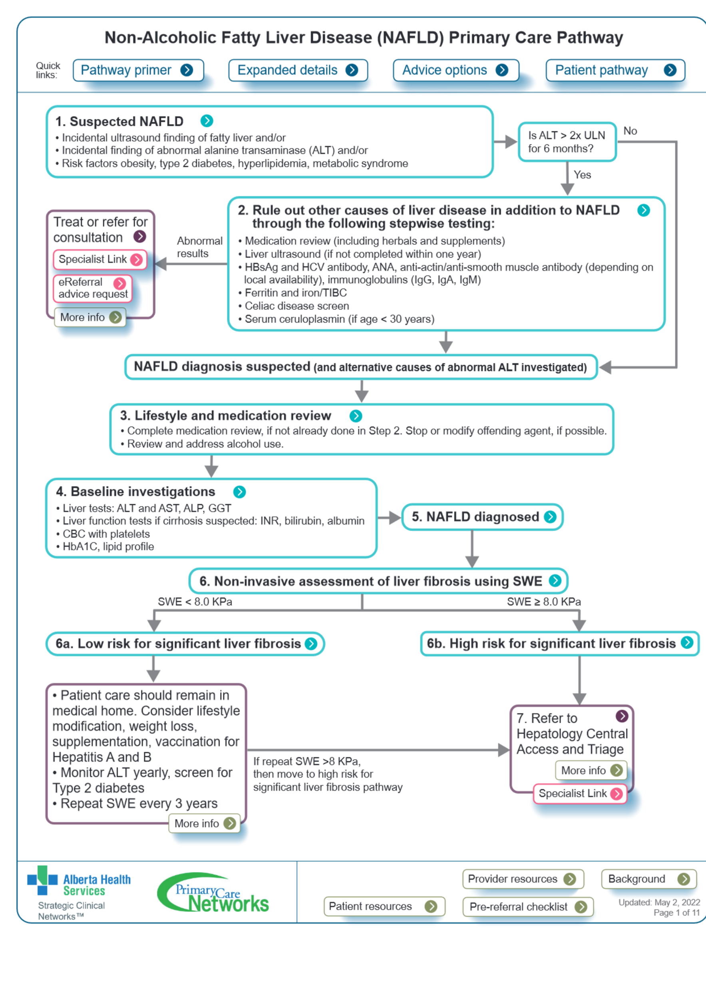 Non-Alcoholic Fatty Liver Disease (NAFLD) Primary Care Pathway
Quick
links:
Pathway primer
Expanded details
Advice options
Patient pathway
1. Suspected NAFLD
• Incidental ultrasound finding of fatty liver and/or
• Incidental finding of abnormal alanine transaminase (ALT) and/or
• Risk factors obesity, type 2 diabetes, hyperlipidemia, metabolic syndrome
Is ALT > 2x ULN
for 6 months?
No
Yes
2. Rule out other causes of liver disease in addition to NAFLD
through the following stepwise testing:
• Medication review (including herbals and supplements)
• Liver ultrasound (if not completed within one year)
• HBsAg and HCV antibody, ANA, anti-actin/anti-smooth muscle antibody (depending on
local availability), immunoglobulins (IgG, IgA, IgM)
• Ferritin and iron/TIBC
• Celiac disease screen
• Serum ceruloplasmin (if age < 30 years)
Abnormal
results
Treat or refer for
consultation
Specialist Link
eReferral
advice request
More info
NAFLD diagnosis suspected (and alternative causes of abnormal ALT investigated)
3. Lifestyle and medication review
• Complete medication review, if not already done in Step 2. Stop or modify offending agent, if possible.
• Review and address alcohol use.
4. Baseline investigations
• Liver tests: ALT and AST, ALP, GGT
• Liver function tests if cirrhosis suspected: INR, bilirubin, albumin
• CBC with platelets
• HbA1C, lipid profile
5. NAFLD diagnosed
6. Non-invasive assessment of liver fibrosis using SWE
SWE < 8.0 KPa
SWE ≥ 8.0 KPa
6a. Low risk for significant liver fibrosis
6b. High risk for significant liver fibrosis
• Patient care should remain in
medical home. Consider lifestyle
modification, weight loss,
supplementation, vaccination for
Hepatitis A and B
• Monitor ALT yearly, screen for
Type 2 diabetes
• Repeat SWE every 3 years
More info
If repeat SWE >8 KPa,
then move to high risk for
significant liver fibrosis pathway
7. Refer to
Hepatology Central
Access and Triage
More info
Specialist Link
Alberta Health
Services
Strategic Clinical
Networks™
PrimaryCare
Networks
Provider resources
Background
Patient resources
Pre-referral checklist
Updated: May 2, 2022
Page 1 of 11